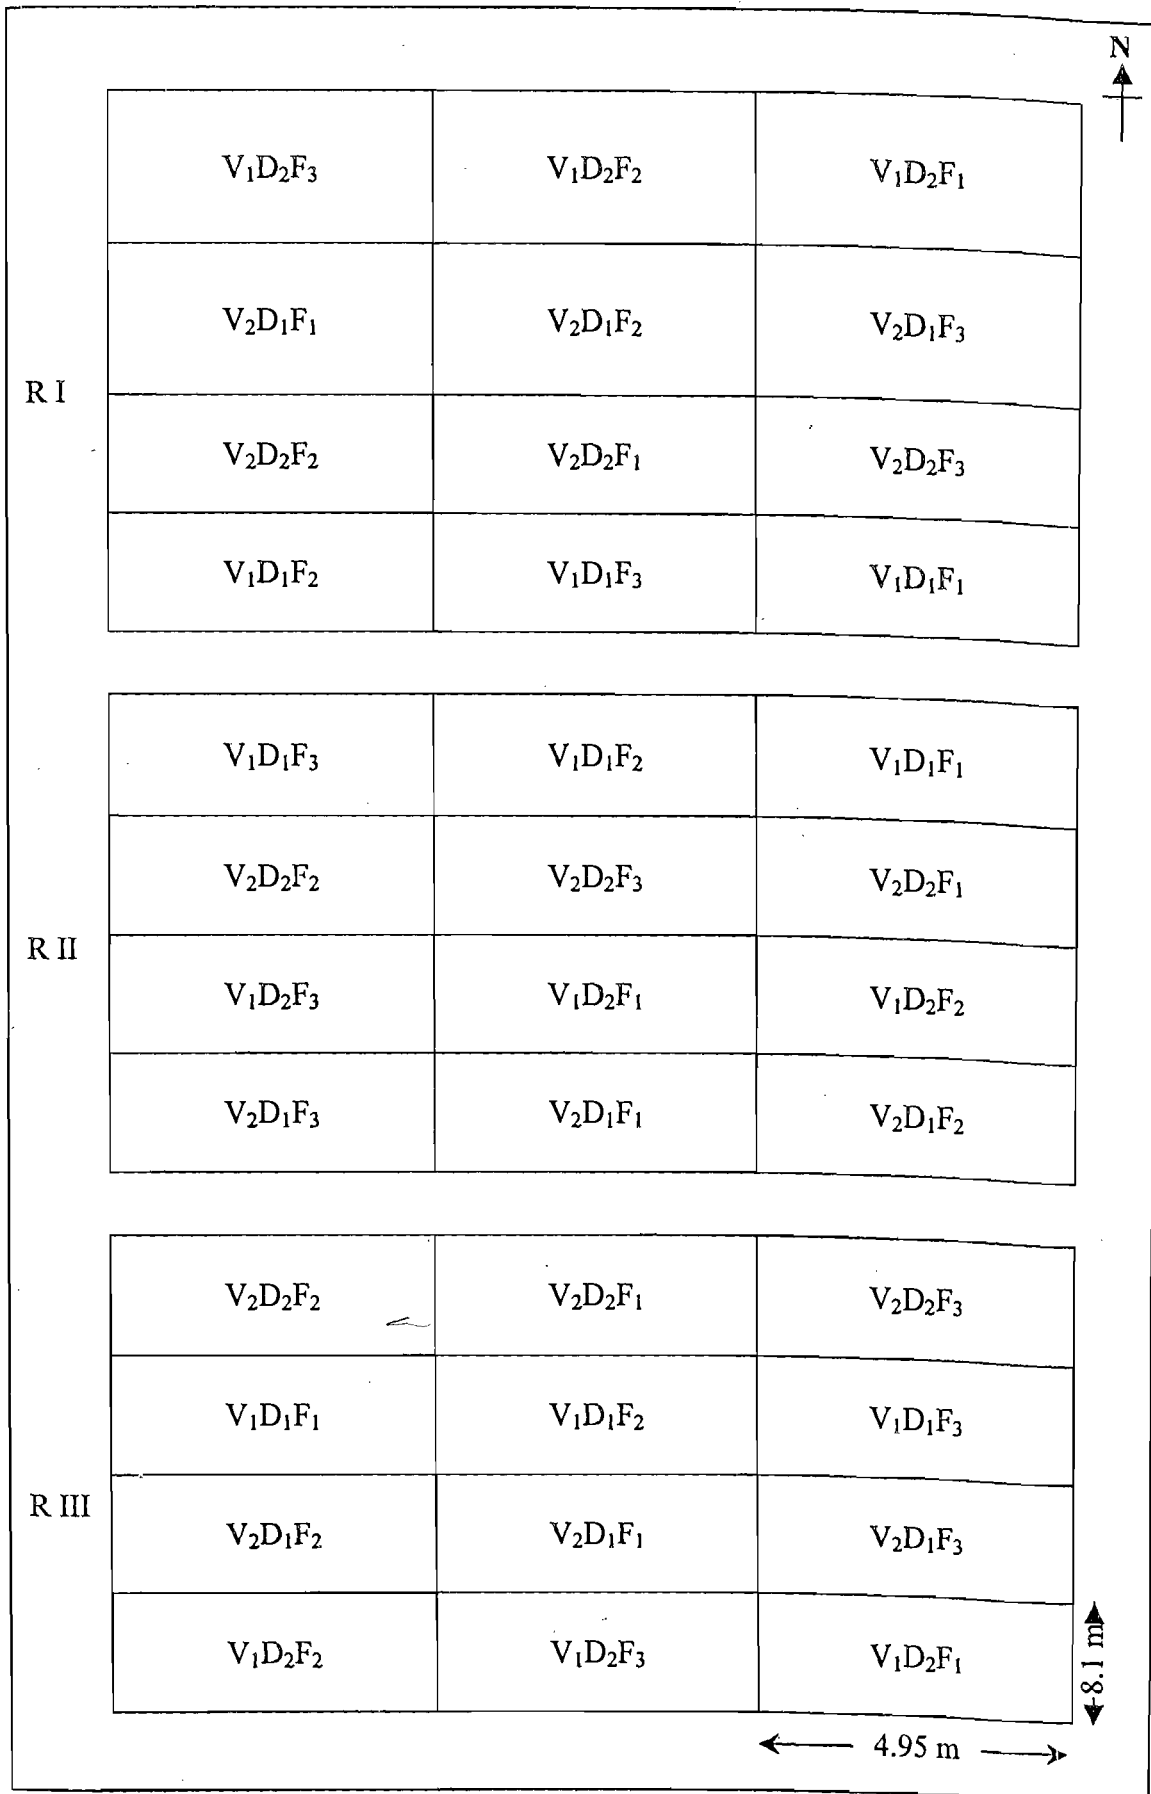 N
V₁D₂F₃ V₁D₂F₂ V₁D₂F₁
V₂D₁F₁ V₂D₁F₂ V₂D₁F₃
R I
V₂D₂F₂ V₂D₂F₁ V₂D₂F₃
V₁D₁F₂ V₁D₁F₃ V₁D₁F₁
V₁D₁F₃ V₁D₁F₂ V₁D₁F₁
V₂D₂F₂ V₂D₂F₃ V₂D₂F₁
R II
V₁D₂F₃ V₁D₂F₁ V₁D₂F₂
V₂D₁F₃ V₂D₁F₁ V₂D₁F₂
V₂D₂F₂ V₂D₂F₁ V₂D₂F₃
V₁D₁F₁ V₁D₁F₂ V₁D₁F₃
R III
V₂D₁F₂ V₂D₁F₁ V₂D₁F₃
V₁D₂F₂ V₁D₂F₃ V₁D₂F₁
8.1 m
4.95 m